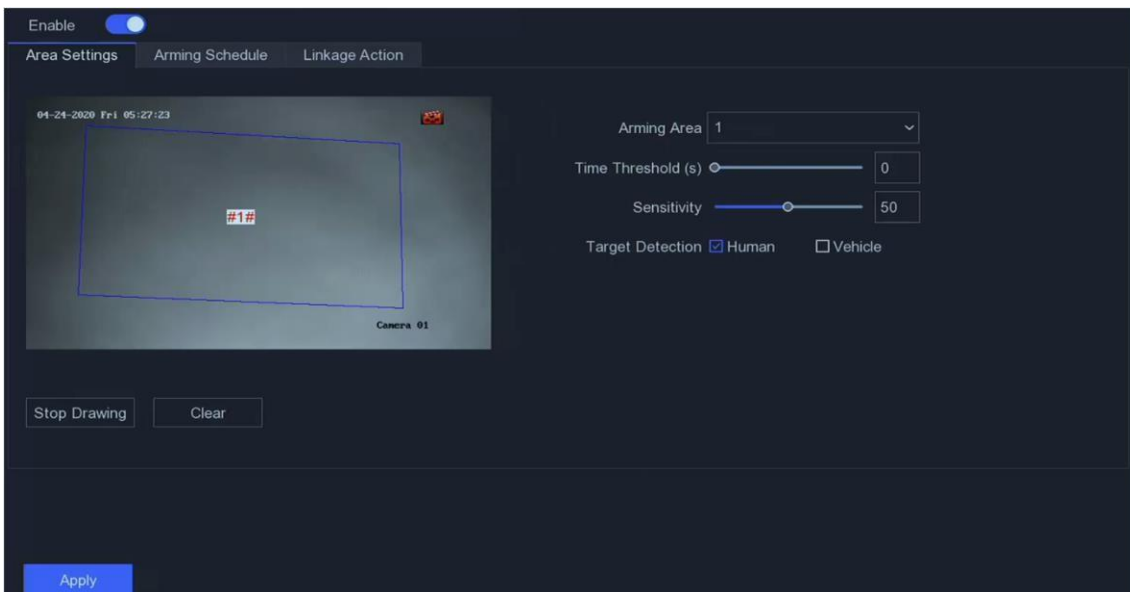 Enable
Area Settings Arming Schedule Linkage Action
04-24-2020 Fri 05:27:23
#1#
Camera 01
Arming Area 1
Time Threshold (s) 0
Sensitivity 50
Target Detection Human Vehicle
Stop Drawing Clear
Apply